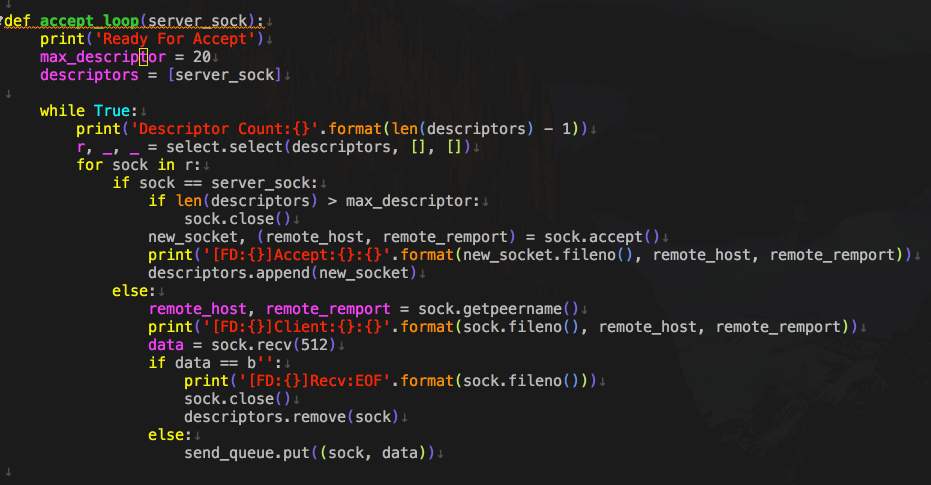 def accept_loop(server_sock):↓
    print('Ready For Accept')↓
    max_descriptor = 20↓
    descriptors = [server_sock]↓
↓
    while True:↓
        print('Descriptor Count:{}'.format(len(descriptors) - 1))↓
        r, _, _ = select.select(descriptors, [], [])↓
        for sock in r:↓
            if sock == server_sock:↓
                if len(descriptors) > max_descriptor:↓
                    sock.close()↓
                new_socket, (remote_host, remote_remport) = sock.accept()↓
                print('[FD:{}]Accept:{}:{}'.format(new_socket.fileno(), remote_host, remote_remport))↓
                descriptors.append(new_socket)↓
            else:↓
                remote_host, remote_remport = sock.getpeername()↓
                print('[FD:{}]Client:{}:{}'.format(sock.fileno(), remote_host, remote_remport))↓
                data = sock.recv(512)↓
                if data == b'':↓
                    print('[FD:{}]Recv:EOF'.format(sock.fileno()))↓
                    sock.close()↓
                    descriptors.remove(sock)↓
                else:↓
                    send_queue.put((sock, data))↓
↓